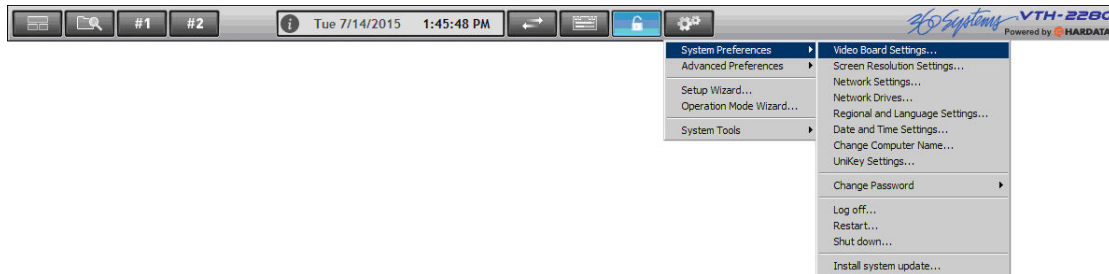 #1
#2
Tue 7/14/2015 1:45:48 PM
360 Systems
VTH-2280
Powered by HARDATA
System Preferences
Advanced Preferences
Setup Wizard...
Operation Mode Wizard...
System Tools
Video Board Settings...
Screen Resolution Settings...
Network Settings...
Network Drives...
Regional and Language Settings...
Date and Time Settings...
Change Computer Name...
UniKey Settings...
Change Password
Log off...
Restart...
Shut down...
Install system update...